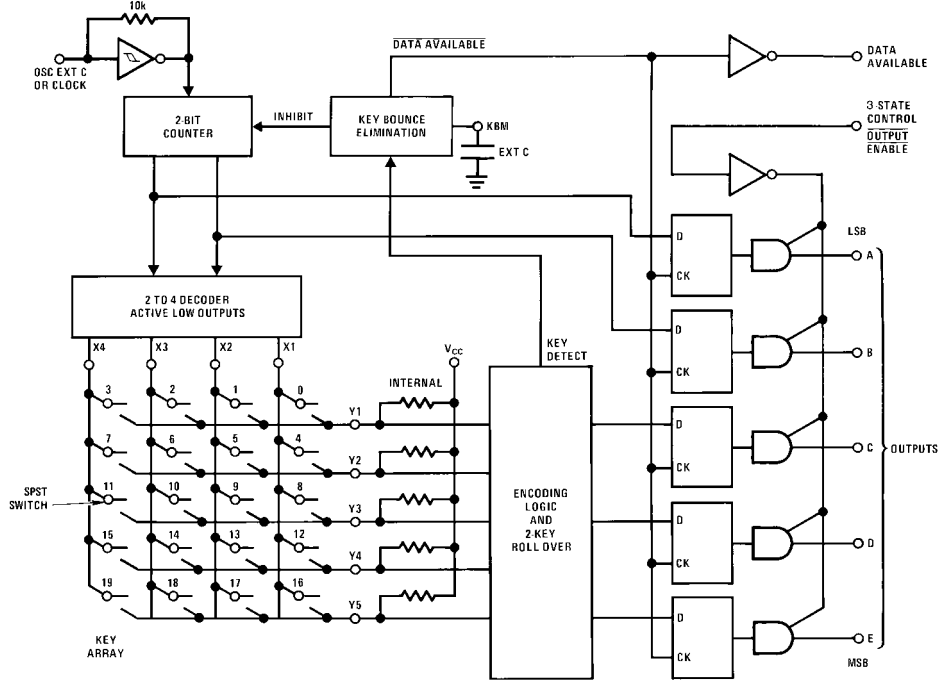 10k
OSC EXT C
OR CLOCK
2-BIT
COUNTER
INHIBIT
DATA AVAILABLE
KEY BOUNCE
ELIMINATION
KBM
EXT C
DATA
AVAILABLE
3 STATE
CONTROL
OUTPUT
ENABLE
2 TO 4 DECODER
ACTIVE LOW OUTPUTS
X4 X3 X2 X1
VCC
INTERNAL
KEY
DETECT
3 2 1 0 Y1
7 6 5 4 Y2
11 10 9 8 Y3
15 14 13 12 Y4
19 18 17 16 Y5
SPST
SWITCH
KEY
ARRAY
ENCODING
LOGIC
AND
2-KEY
ROLL OVER
D
CK
LSB
A
D
CK
B
D
CK
C
OUTPUTS
D
CK
D
D
CK
E
MSB